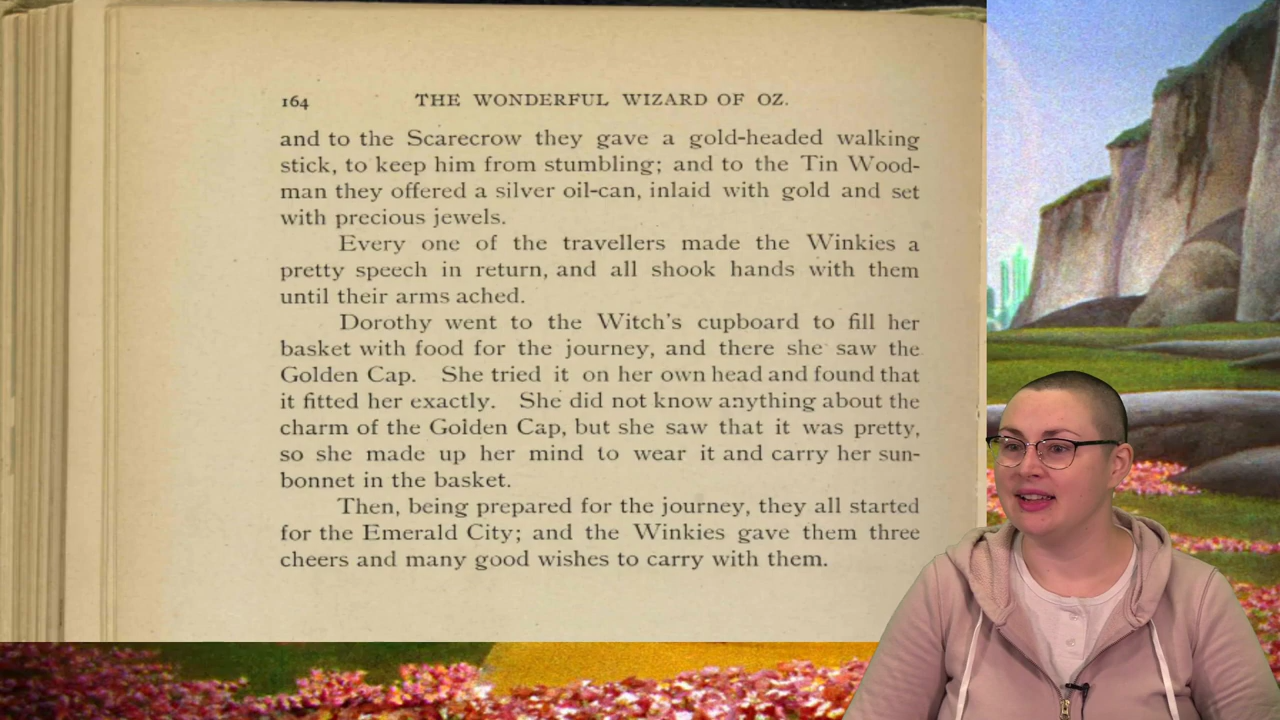 164 THE WONDERFUL WIZARD OF OZ.
and to the Scarecrow they gave a gold-headed walking
stick, to keep him from stumbling; and to the Tin Wood-
man they offered a silver oil-can, inlaid with gold and set
with precious jewels.
Every one of the travellers made the Winkies a
pretty speech in return, and all shook hands with them
until their arms ached.
Dorothy went to the Witch's cupboard to fill her
basket with food for the journey, and there she saw the
Golden Cap. She tried it on her own head and found that
it fitted her exactly. She did not know anything about the
charm of the Golden Cap, but she saw that it was pretty,
so she made up her mind to wear it and carry her sun-
bonnet in the basket.
Then, being prepared for the journey, they all started
for the Emerald City; and the Winkies gave them three
cheers and many good wishes to carry with them.